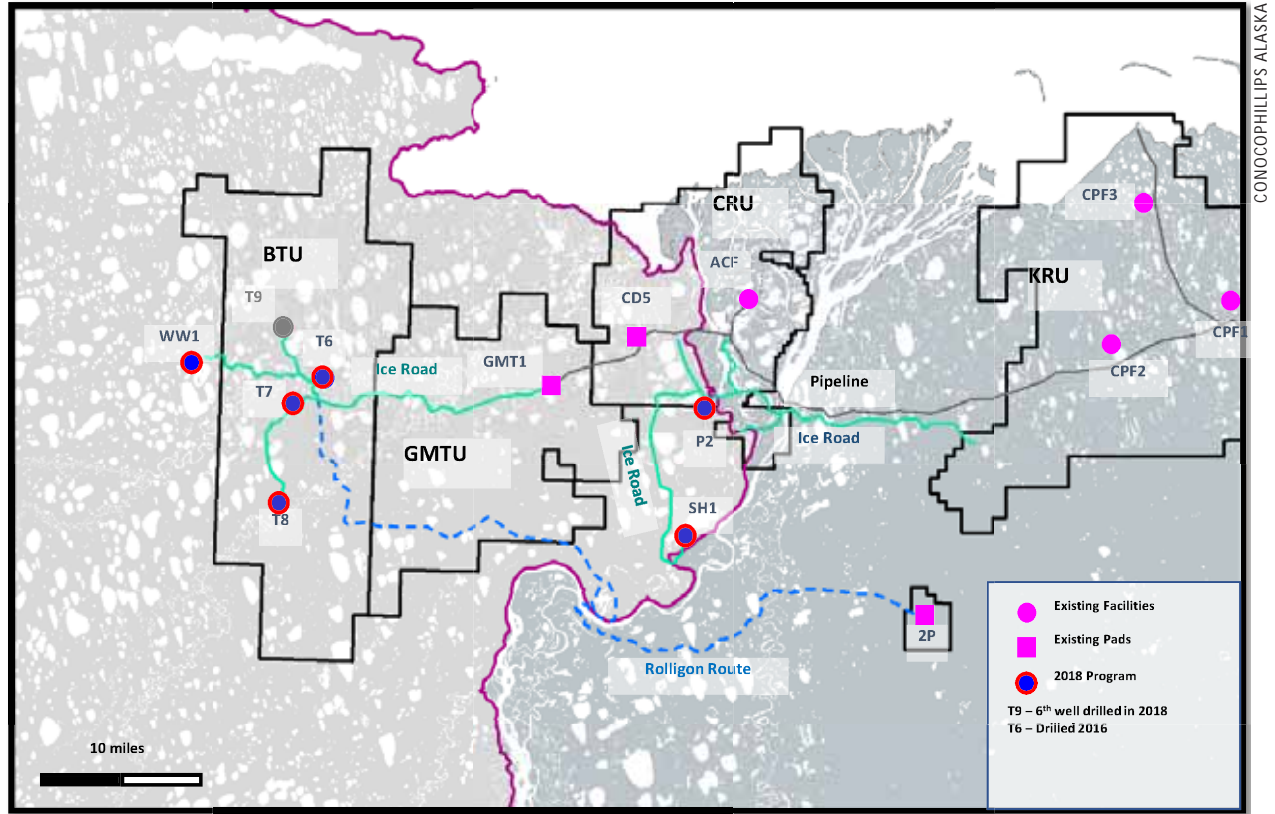 CONOCOPHILLIPS ALASKA
CPF3
CRU
BTU
ACF
KRU
T9
CD5
CPF1
WW1
T6
GMT1
Ice Road
CPF2
T7
Pipeline
P2
Ice Road
GMTU
Ice Road
SH1
T8
2P
Rolligon Route
Existing Facilities
Existing Pads
2018 Program
T9 – 6th well drilled in 2018
T6 – Drilled 2016
10 miles